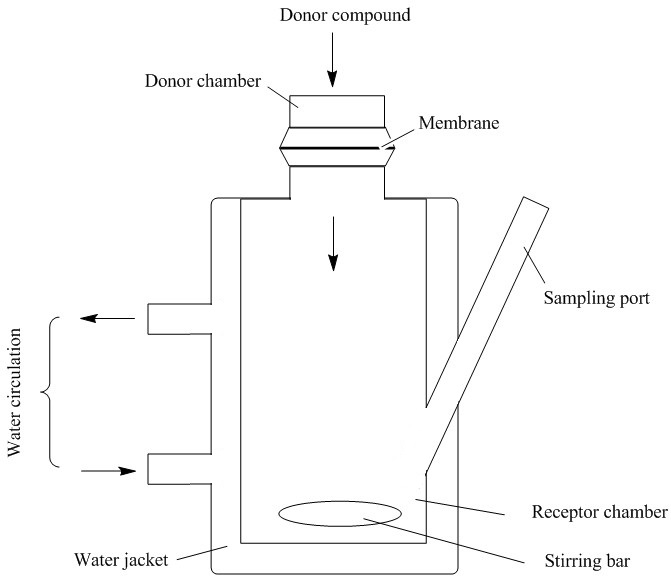 Donor compound
Donor chamber
Membrane
Sampling port
Water circulation
Receptor chamber
Water jacket
Stirring bar